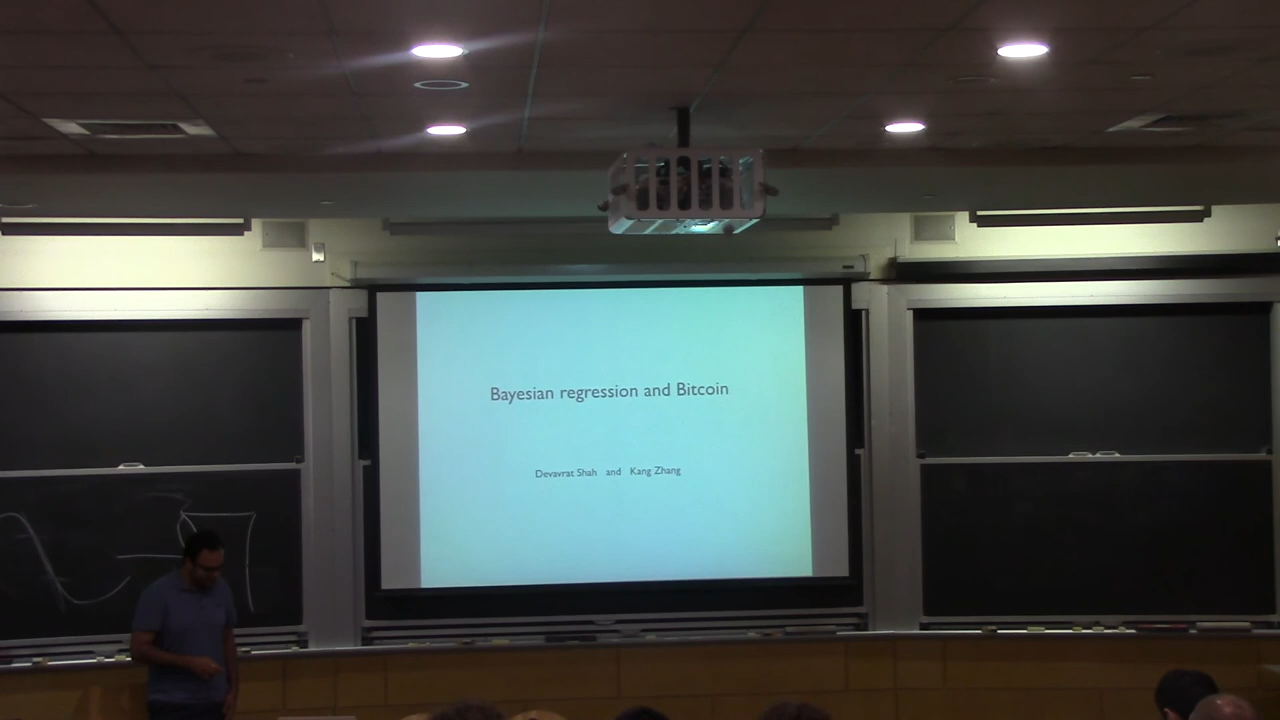 Bayesian regression and Bitcoin
Devavrat Shah and Kang Zhang